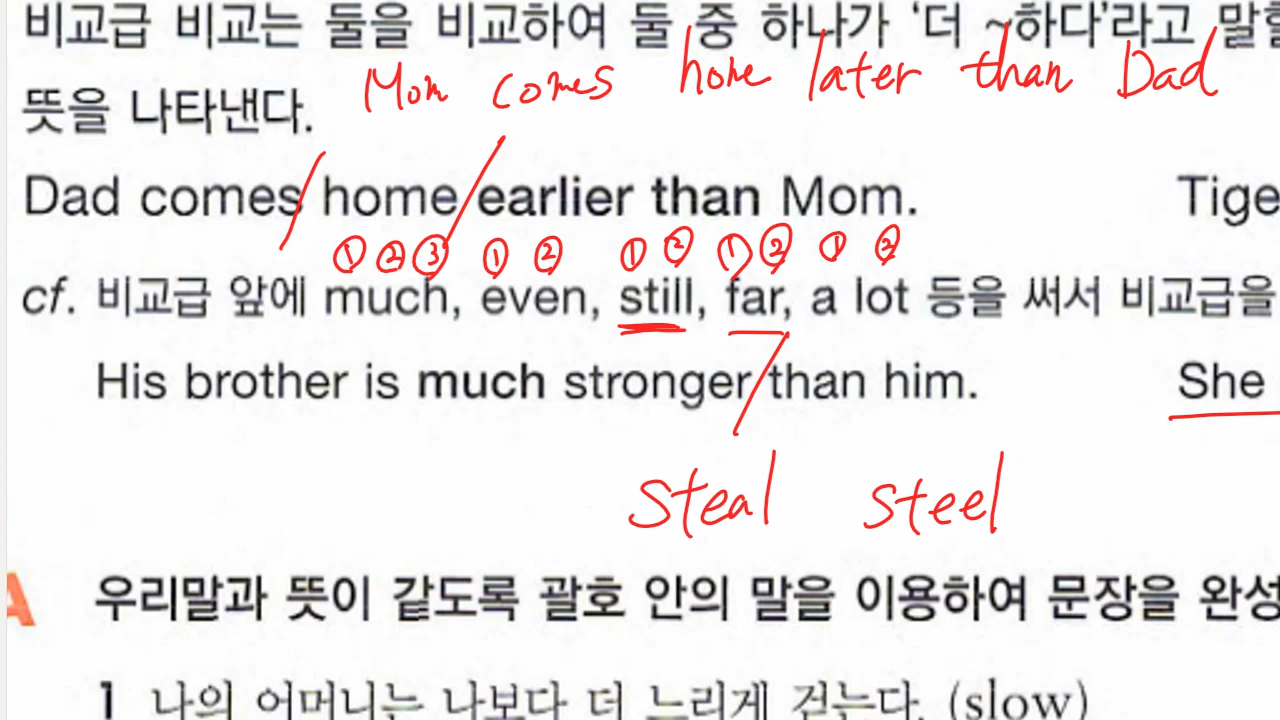 비교급 비교는 둘을 비교하여 둘 중 하나가 ‘더 ~하다’라고 말할
Mom comes home later than Dad
뜻을 나타낸다.
Dad comes home earlier than Mom. Tige
① ② ③ ① ② ① ② ① ② ① ②
cf. 비교급 앞에 much, even, still, far, a lot 등을 써서 비교급을
His brother is much stronger than him. She
steal steel
A 우리말과 뜻이 같도록 괄호 안의 말을 이용하여 문장을 완성
1 나의 어머니는 나보다 더 느리게 걷는다. (slow)